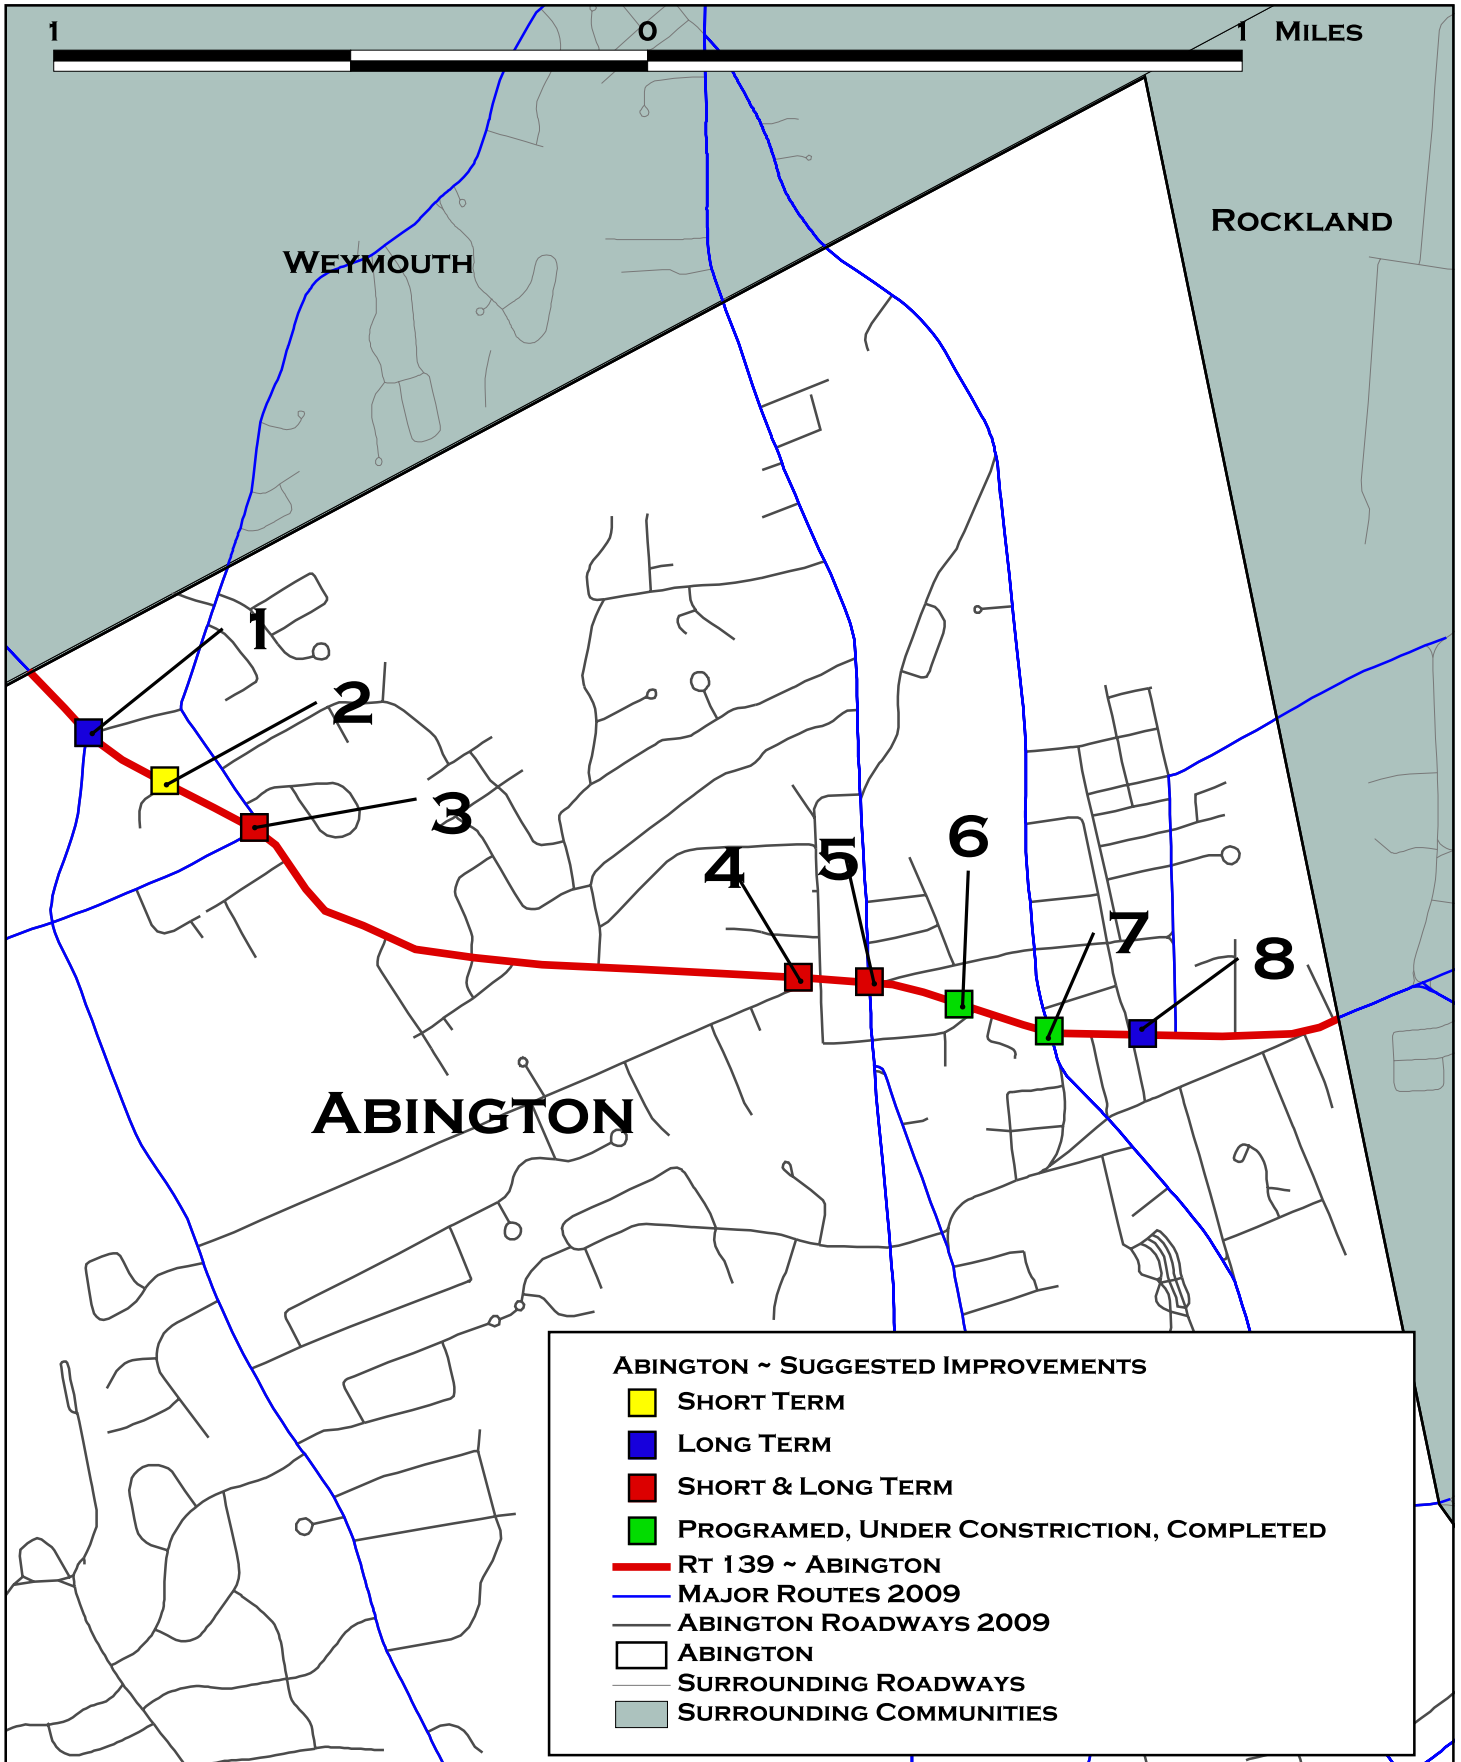 1 0 1 Miles
Rockland
Weymouth
1
2
3
4
5
6
7
8
Abington
Abington ~ Suggested Improvements
Short Term
Long Term
Short & Long Term
Programed, Under Constriction, Completed
Rt 139 ~ Abington
Major Routes 2009
Abington Roadways 2009
Abington
Surrounding Roadways
Surrounding Communities